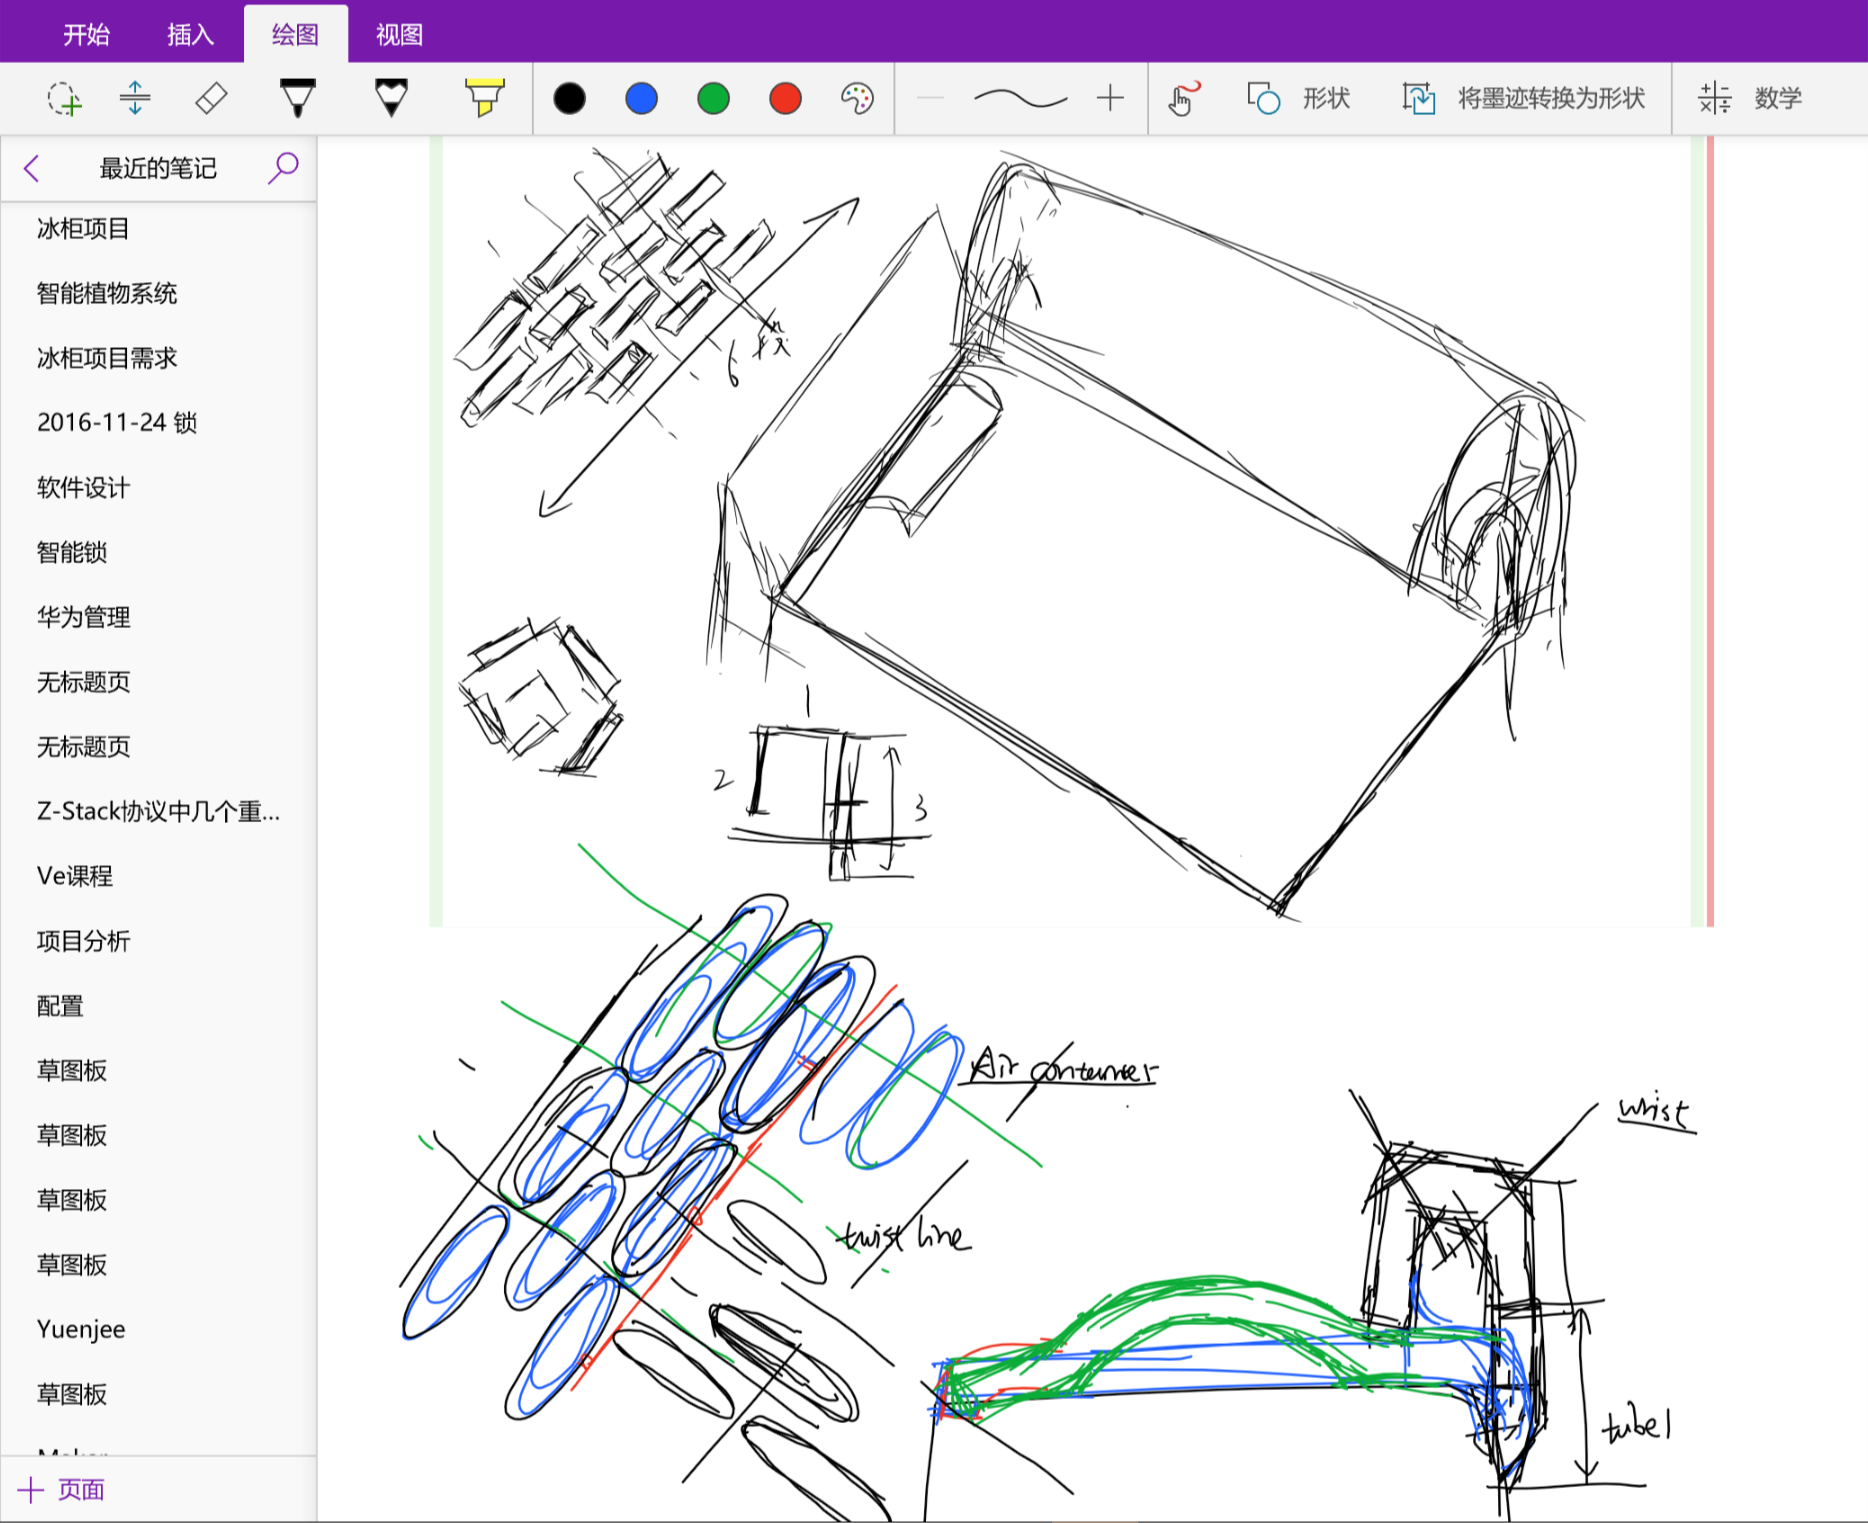 开始 插入 绘图 视图
形状 将墨迹转换为形状 数学
最近的笔记
冰柜项目
智能植物系统
冰柜项目需求
2016-11-24 锁
软件设计
智能锁
华为管理
无标题页
无标题页
Z-Stack协议中几个重...
Ve课程
项目分析
配置
草图板
草图板
草图板
草图板
Yuenjee
草图板
页面
6段
1
2
3
Air
twist line
wrist